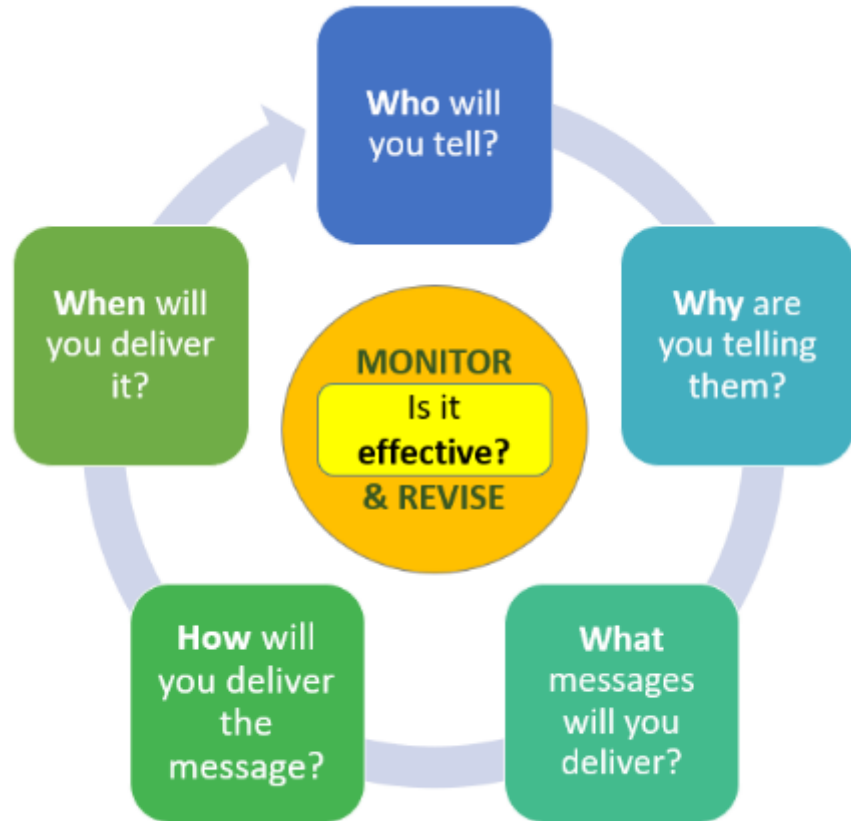 Who will
you tell?
Why are
you telling
them?
What
messages
will you
deliver?
How will
you deliver
the
message?
When will
you deliver
it?
MONITOR
Is it
effective?
& REVISE